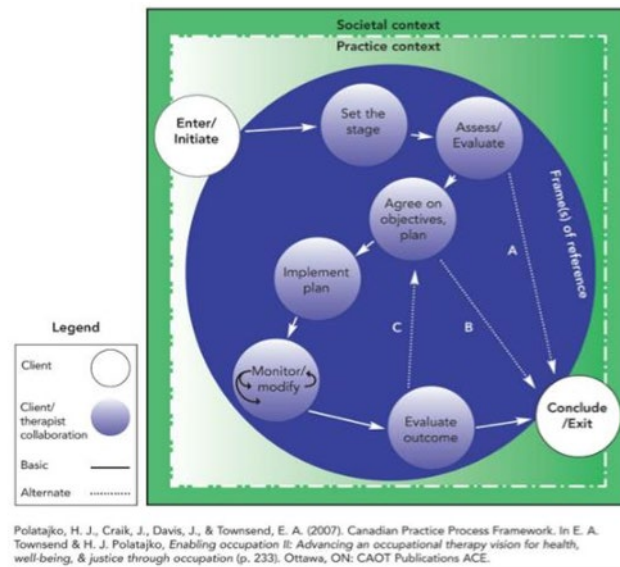 Societal context
Practice context
Enter/
Initiate
Set the
stage
Assess/
Evaluate
Agree on
objectives,
plan
Frame(s) of reference
A
Implement
plan
C
B
Monitor/
modify
Evaluate
outcome
Conclude
/Exit
Legend
Client
Client/
therapist
collaboration
Basic
Alternate
Polatajko, H. J., Craik, J., Davis, J., & Townsend, E. A. (2007). Canadian Practice Process Framework. In E. A.
Townsend & H. J. Polatajko, Enabling occupation II: Advancing an occupational therapy vision for health,
well-being, & justice through occupation (p. 233). Ottawa, ON: CAOT Publications ACE.